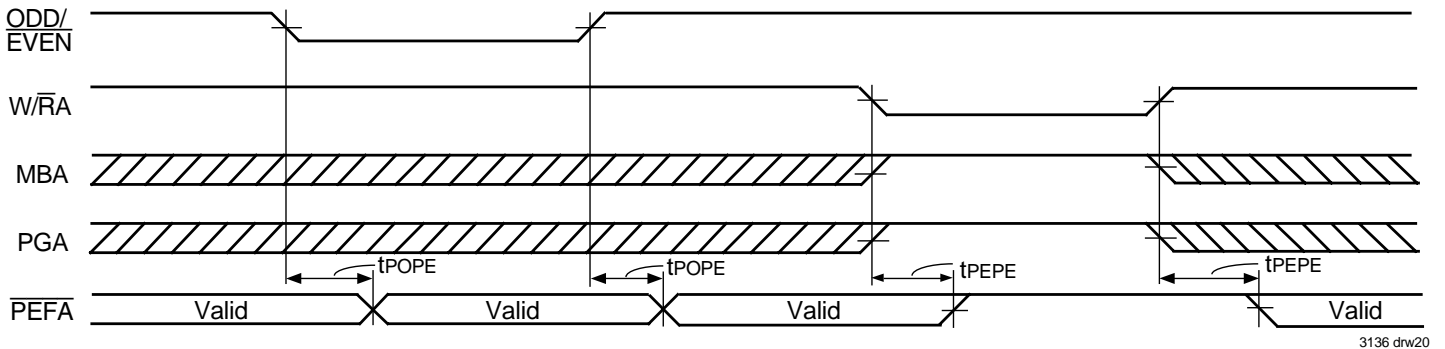 ODD/
EVEN
W/RA
MBA
PGA
tPOPE
tPOPE
tPEPE
tPEPE
PEFA
Valid
Valid
Valid
Valid
3136 drw20